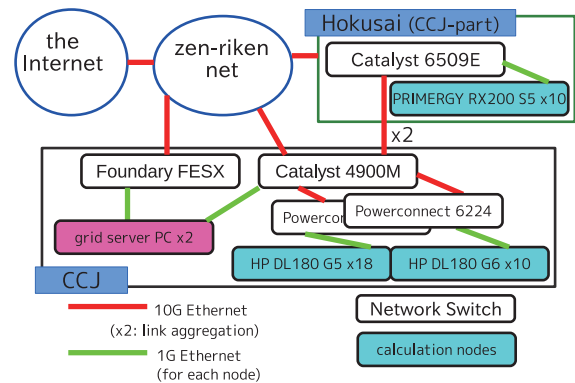 the
Internet
zen-riken
net
Hokusai (CCJ-part)
Catalyst 6509E
PRIMERGY RX200 S5 x10
x2
Foundary FESX
Catalyst 4900M
Powercon
Powerconnect 6224
grid server PC x2
HP DL180 G5 x18
HP DL180 G6 x10
CCJ
10G Ethernet
(x2: link aggregation)
1G Ethernet
(for each node)
Network Switch
calculation nodes